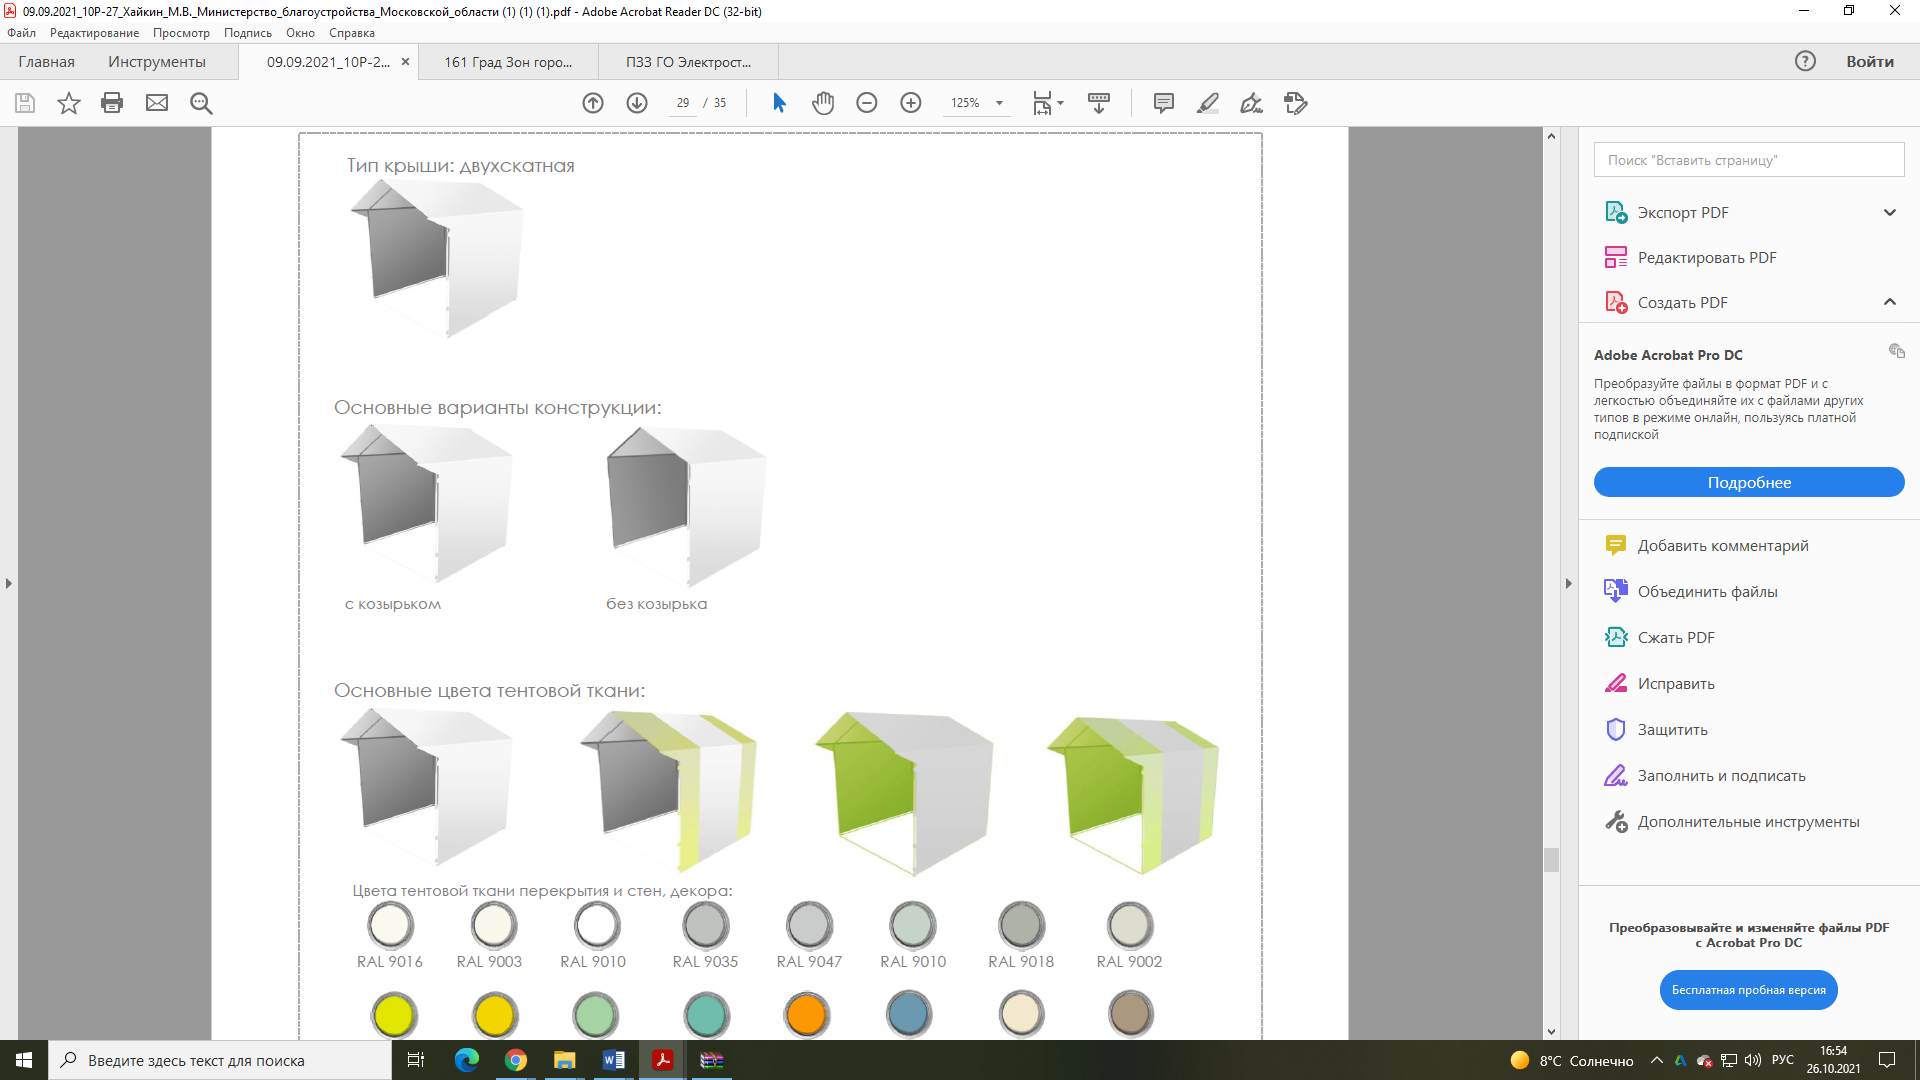 09.09.2021_10Р-27_Хайкин_М.В._Министерство_благоустройства_Московской_области (1) (1) (1).pdf - Adobe Acrobat Reader DC (32-bit)
Файл Редактирование Просмотр Подпись Окно Справка
Главная Инструменты 09.09.2021_10Р-2... 161 Град Зон горо... ПЗЗ ГО Электрост... Войти
29 / 35 125%
Тип крыши: двухскатная
Основные варианты конструкции:
с козырьком без козырька
Основные цвета тентовой ткани:
Цвета тентовой ткани перекрытия и стен, декора:
RAL 9016 RAL 9003 RAL 9010 RAL 9035 RAL 9047 RAL 9010 RAL 9018 RAL 9002
Поиск "Вставить страницу"
Экспорт PDF
Редактировать PDF
Создать PDF
Adobe Acrobat Pro DC
Преобразуйте файлы в формат PDF и с
легкостью объединяйте их с файлами других
типов в режиме онлайн, пользуясь платной
подпиской
Подробнее
Добавить комментарий
Объединить файлы
Сжать PDF
Исправить
Защитить
Заполнить и подписать
Дополнительные инструменты
Преобразовывайте и изменяйте файлы PDF
с Acrobat Pro DC
Бесплатная пробная версия
Введите здесь текст для поиска
8°C Солнечно
РУС
16:54
26.10.2021